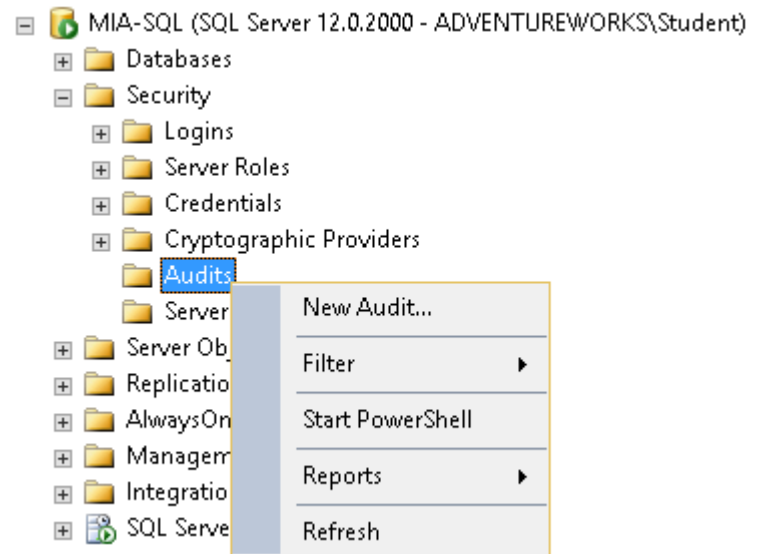 MIA-SQL (SQL Server 12.0.2000 - ADVENTUREWORKS\Student)
Databases
Security
Logins
Server Roles
Credentials
Cryptographic Providers
Audits
Server
New Audit...
Server Ob
Filter
Replicatio
AlwaysOn
Start PowerShell
Managem
Reports
Integratio
SQL Serve
Refresh